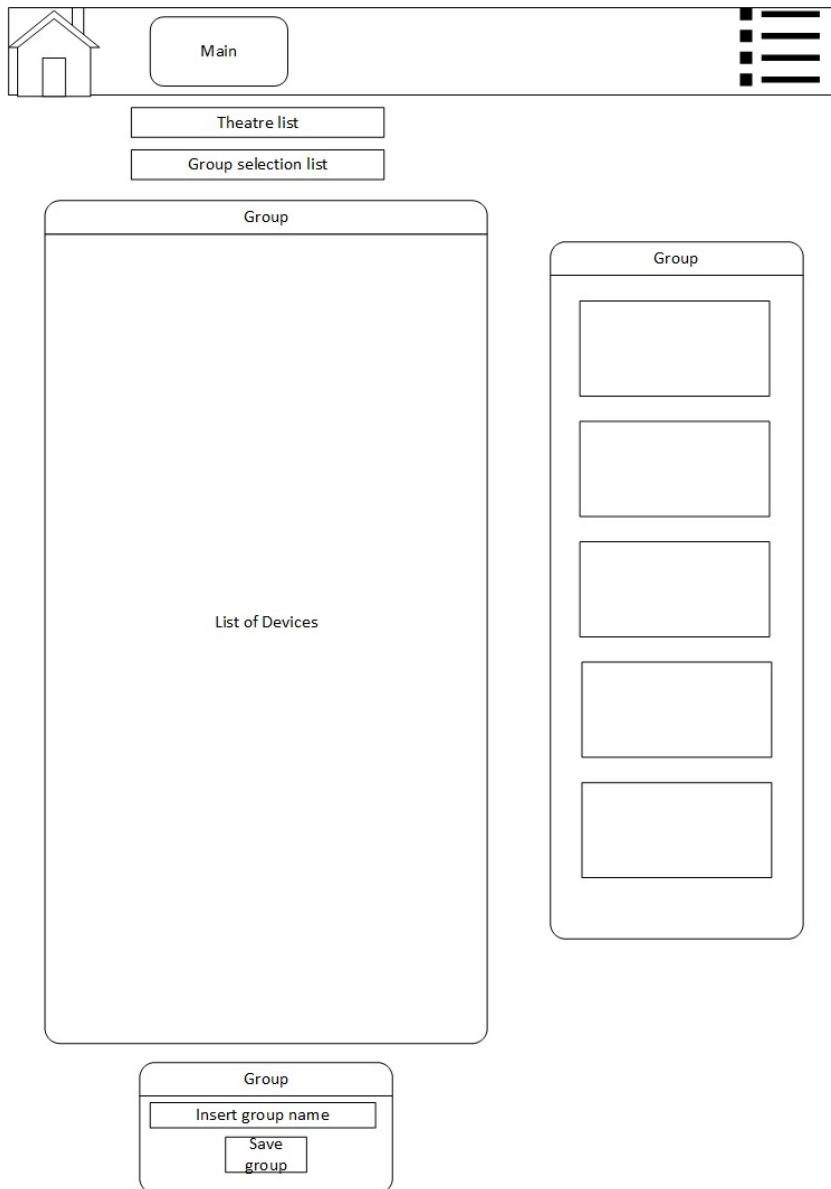 Main
Theatre list
Group selection list
Group
Group
List of Devices
Group
Insert group name
Save
group